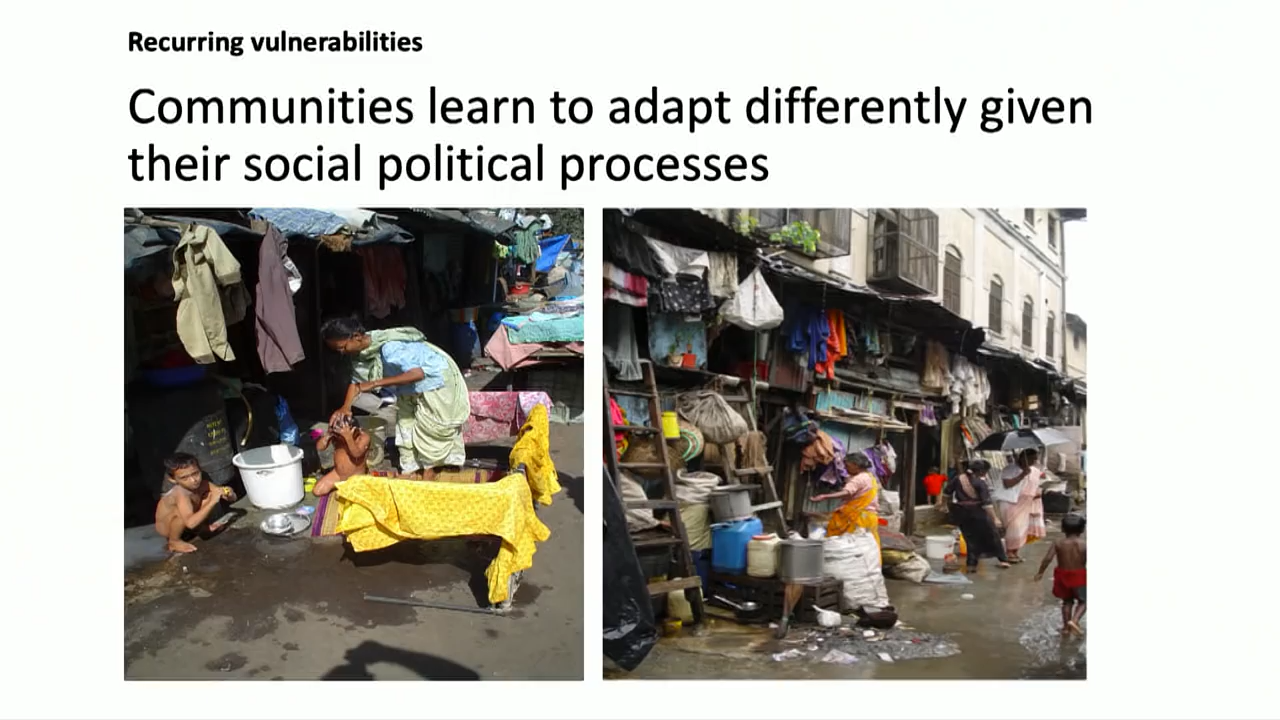 Recurring vulnerabilities
Communities learn to adapt differently given
their social political processes